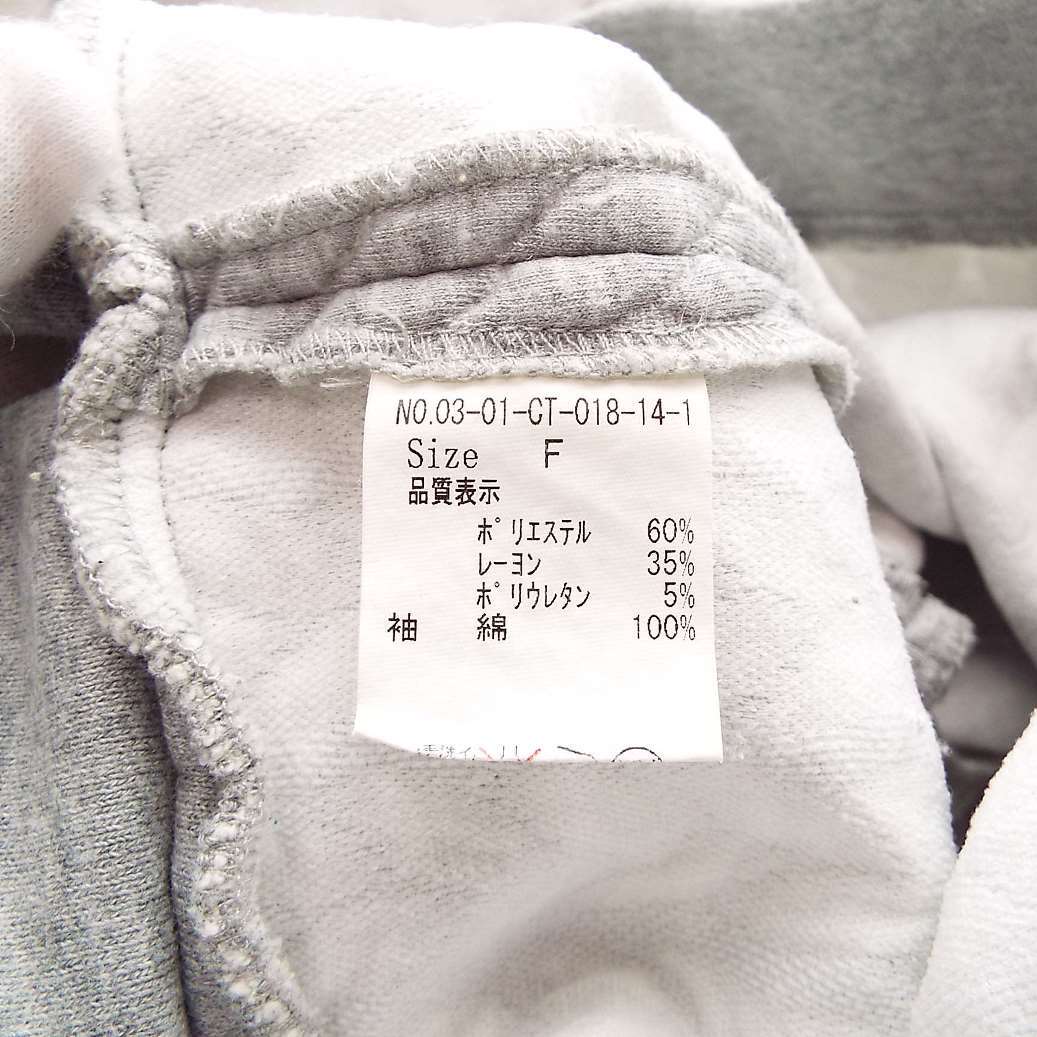 NO.03-01-CT-018-14-1
Size F
品質表示
ポリエステル 60%
レーヨン 35%
ポリウレタン 5%
袖 綿 100%